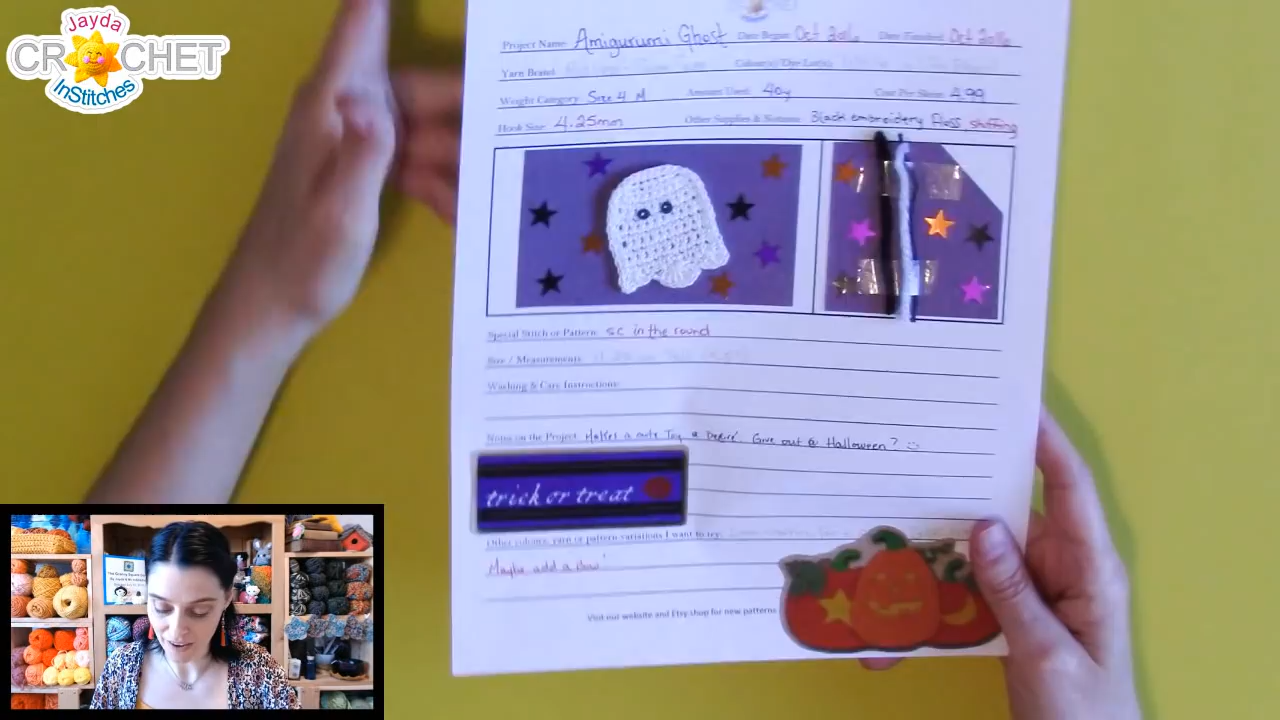 Jayda
CROCHET
InStitches
Project Name: Amigurumi Ghost Date Began: Oct 2016 Date Finished: Oct 2016
Yarn Brand:
Weight Category: Size 4 M Amount Used: 40g Cost Per Skein: 4.99
Hook Size: 4.25mm Other Supplies & Notions: Black embroidery floss, stuffing
Special Stitch or Pattern: sc in the round
Size / Measurements:
Washing & Care Instructions:
Notes on the Project: Makes a cute Toy Give out @ Halloween?
trick or treat
Other colours, yarn or pattern variations I want to try:
Maybe add a
Visit our website and Etsy shop for new patterns